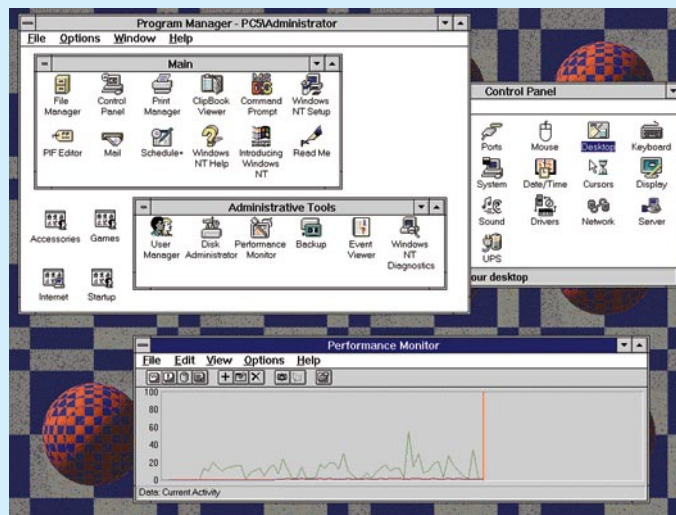 Program Manager - PC5\Administrator
File Options Window Help
Main
File Manager
Control Panel
Print Manager
ClipBook Viewer
MS DOS
Command Prompt
Windows NT Setup
PIF Editor
Mail
Schedule+
Windows NT Help
Introducing Windows NT
Read Me
Accessories
Games
Internet
Startup
Administrative Tools
User Manager
Disk Administrator
Performance Monitor
Backup
Event Viewer
Windows NT Diagnostics
Control Panel
Ports
Mouse
Desktop
Keyboard
System
Date/Time
Cursors
Display
Sound
Drivers
Network
Server
UPS
our desktop
Performance Monitor
File Edit View Options Help
100
80
60
40
20
0
Data: Current Activity